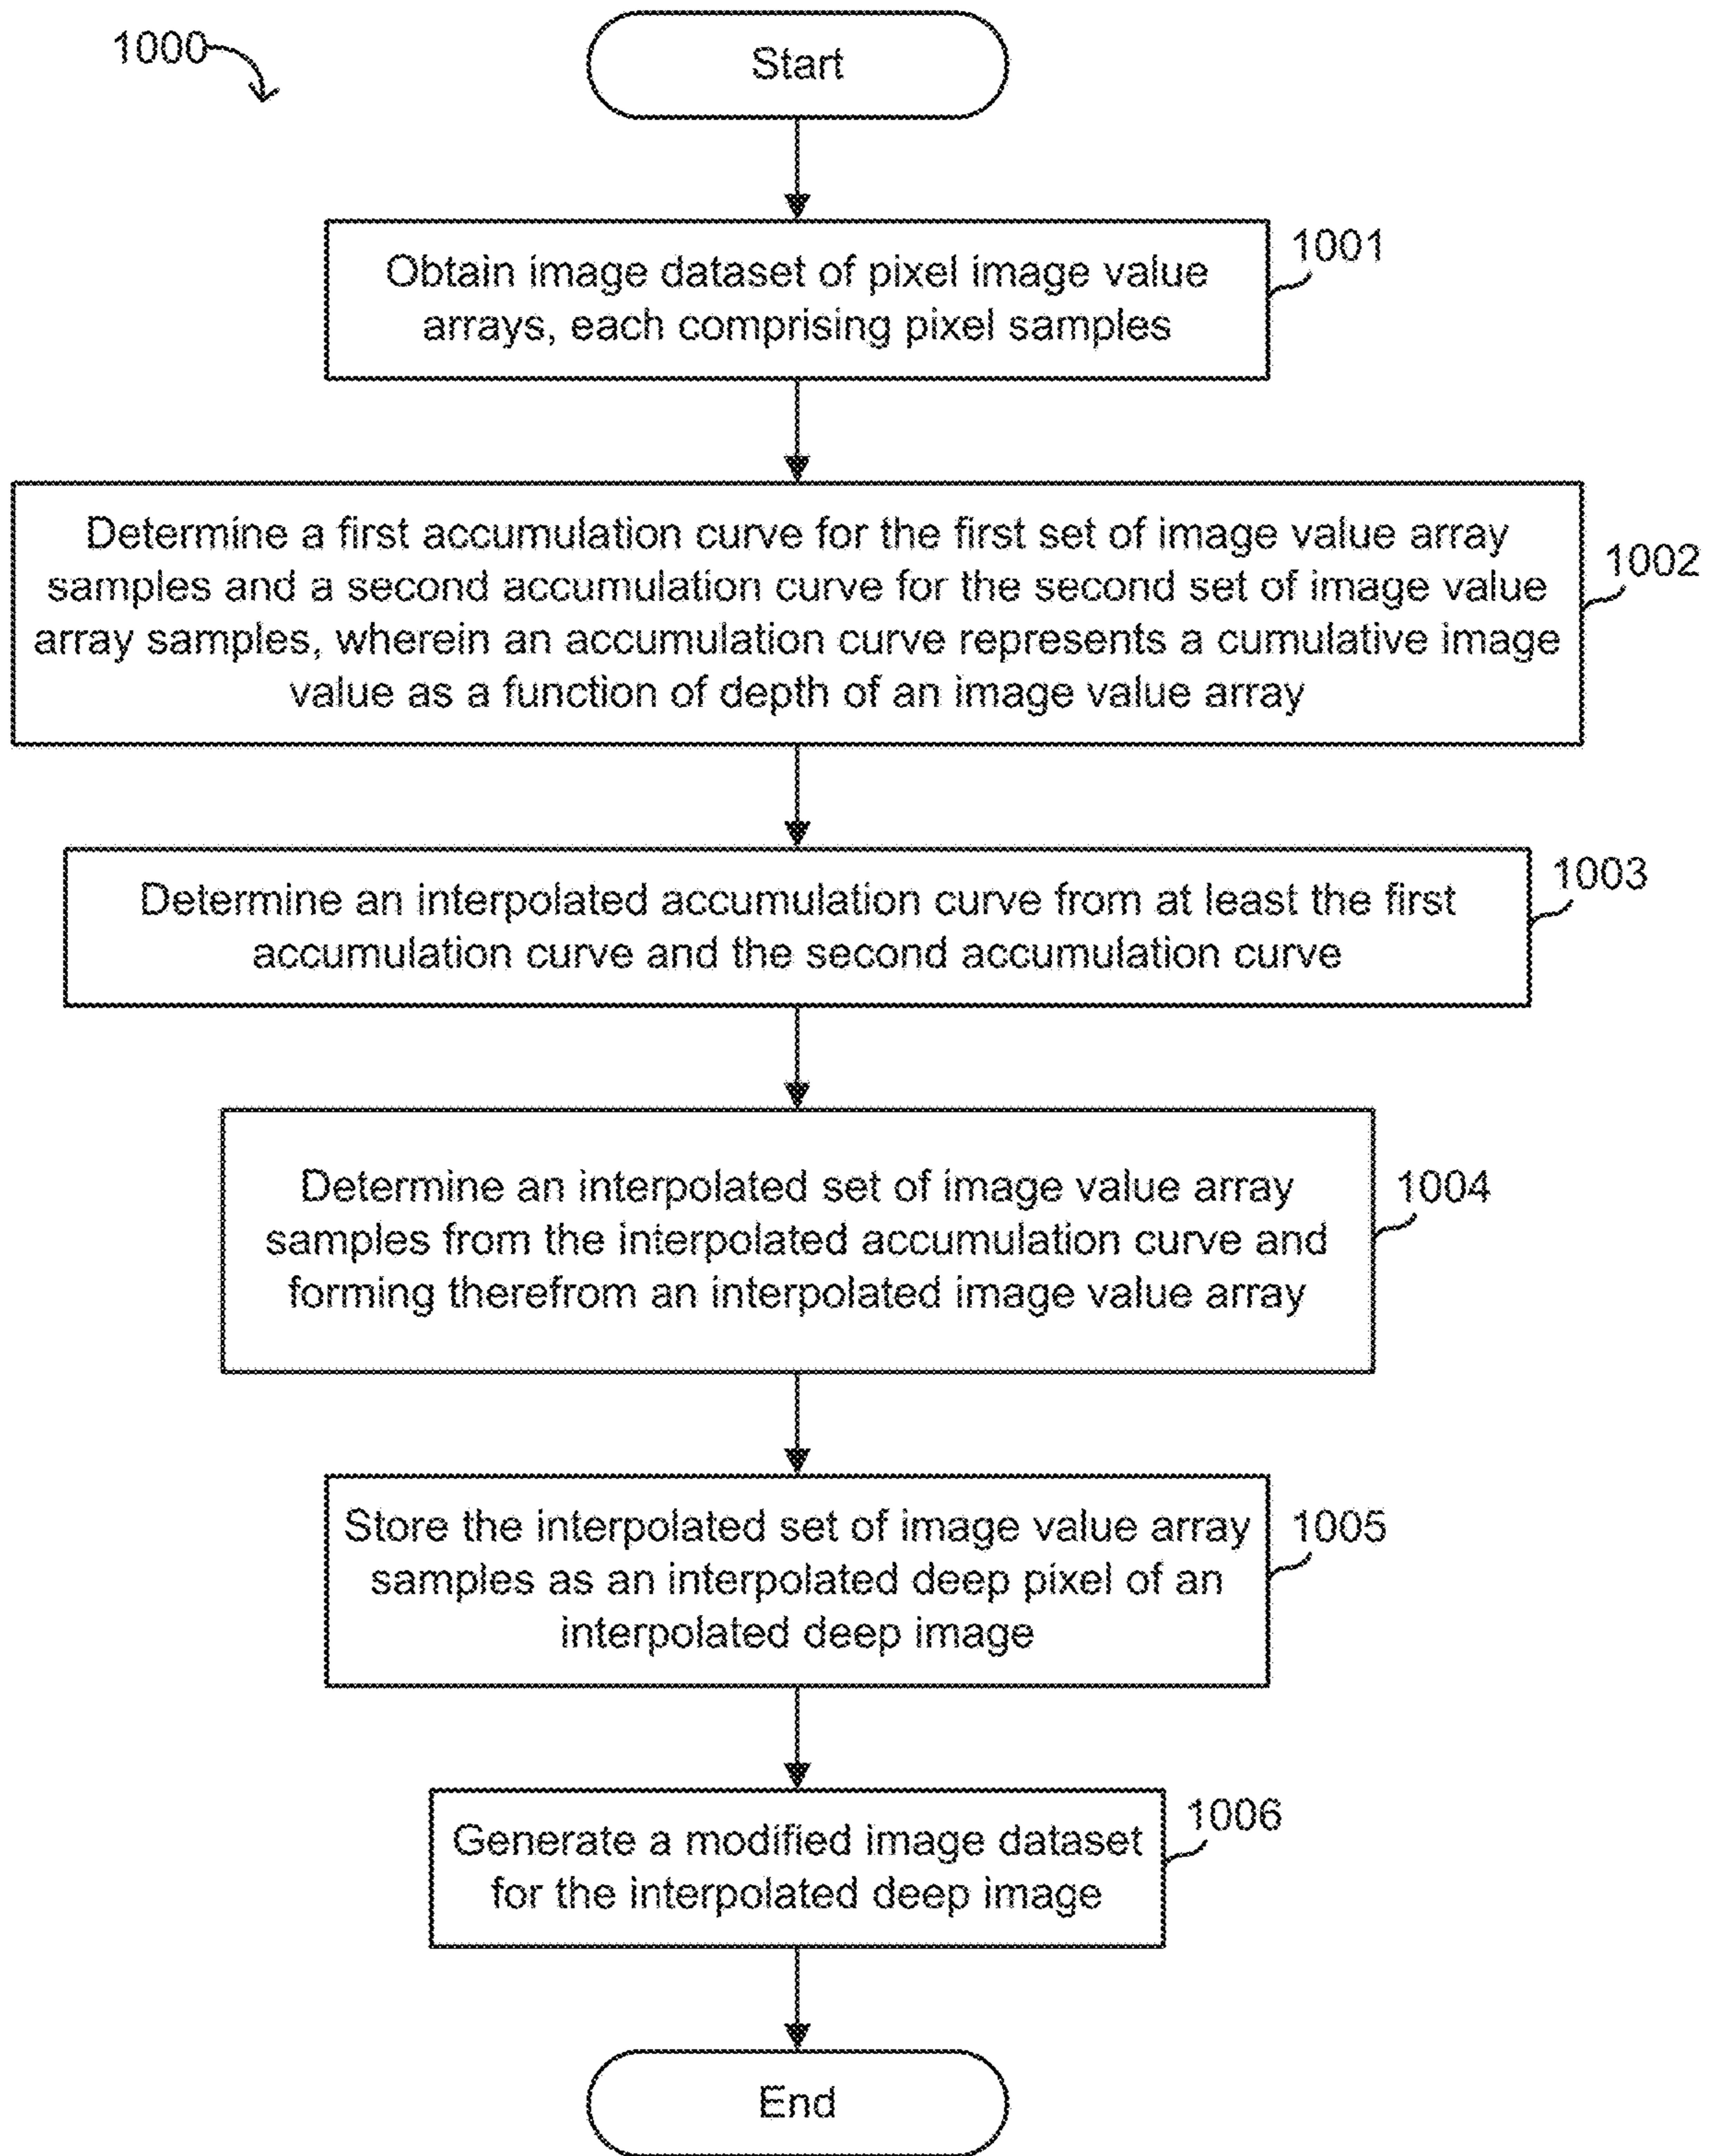 1000
Start
Obtain image dataset of pixel image value
arrays, each comprising pixel samples
1001
Determine a first accumulation curve for the first set of image value array
samples and a second accumulation curve for the second set of image value
array samples, wherein an accumulation curve represents a cumulative image
value as a function of depth of an image value array
1002
Determine an interpolated accumulation curve from at least the first
accumulation curve and the second accumulation curve
1003
Determine an interpolated set of image value array
samples from the interpolated accumulation curve and
forming therefrom an interpolated image value array
1004
Store the interpolated set of image value array
samples as an interpolated deep pixel of an
interpolated deep image
1005
Generate a modified image dataset
for the interpolated deep image
1006
End